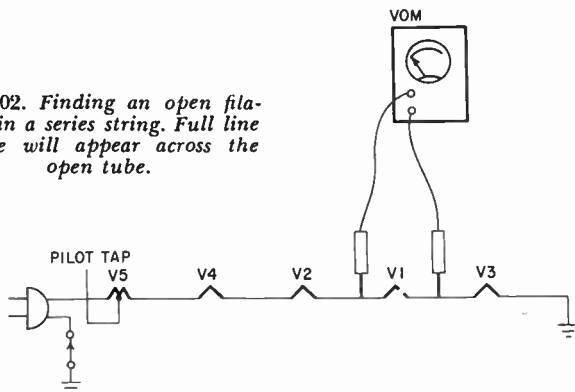 VOM
02. Finding an open fila-
in a series string. Full line
e will appear across the
open tube.
PILOT TAP
V5
V4
V2
V1
V3